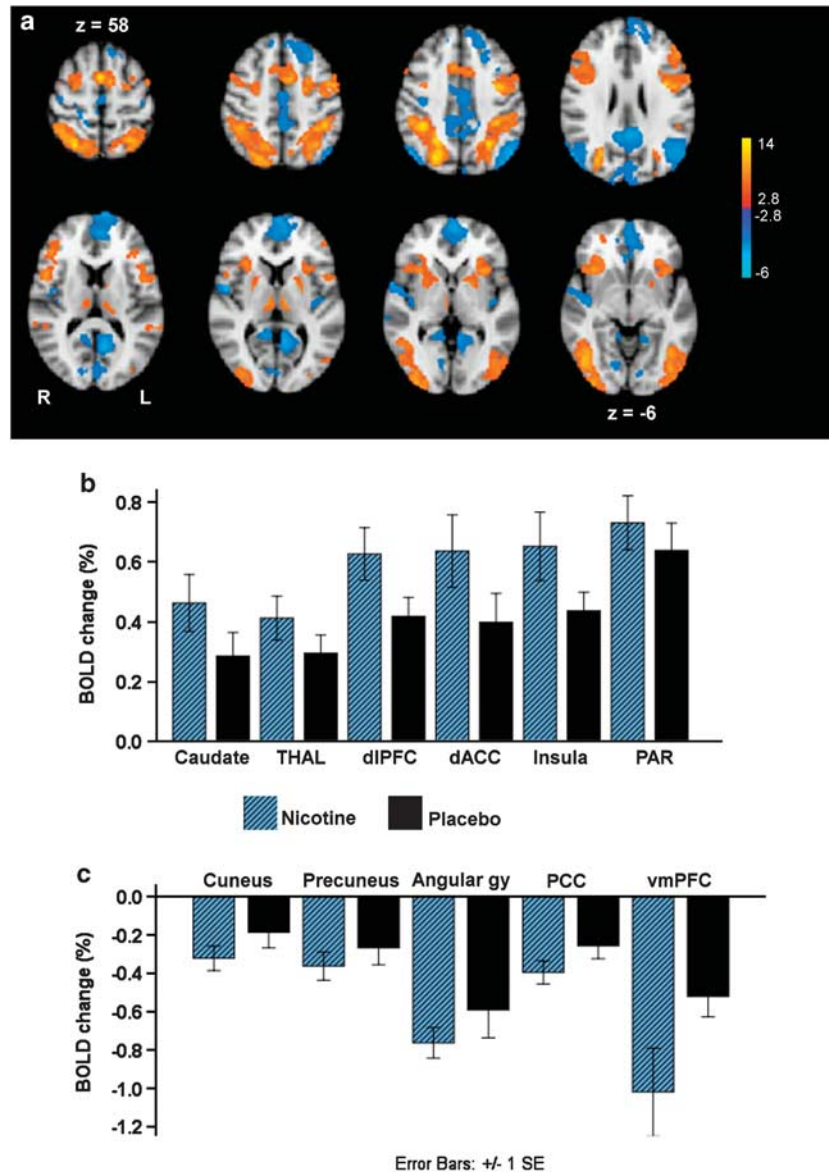 a
z = 58
14
2.8
-2.8
-6
R
L
z = -6
b
0.8
0.6
0.4
0.2
0.0
BOLD change (%)
Caudate THAL dlPFC dACC Insula PAR
Nicotine Placebo
c
Cuneus Precuneus Angular gy PCC vmPFC
0.0
-0.2
-0.4
-0.6
-0.8
-1.0
-1.2
BOLD change (%)
Error Bars: +/- 1 SE